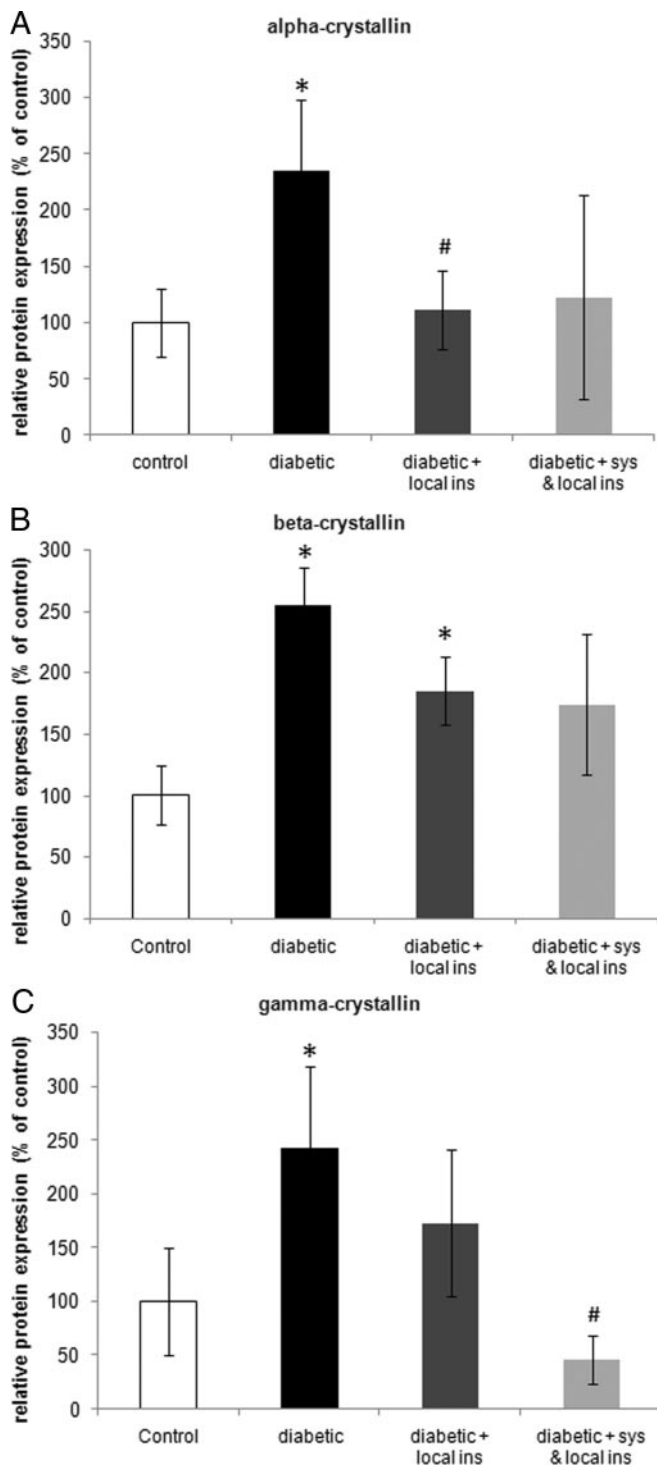 A
alpha-crystallin
relative protein expression (% of control)
350
300
250
200
150
100
50
0
*
#
control
diabetic
diabetic +
local ins
diabetic + sys
& local ins
B
beta-crystallin
relative protein expression (% of control)
300
250
200
150
100
50
0
*
*
Control
diabetic
diabetic +
local ins
diabetic + sys
& local ins
C
gamma-crystallin
relative protein expression (% of control)
350
300
250
200
150
100
50
0
*
#
Control
diabetic
diabetic +
local ins
diabetic + sys
& local ins